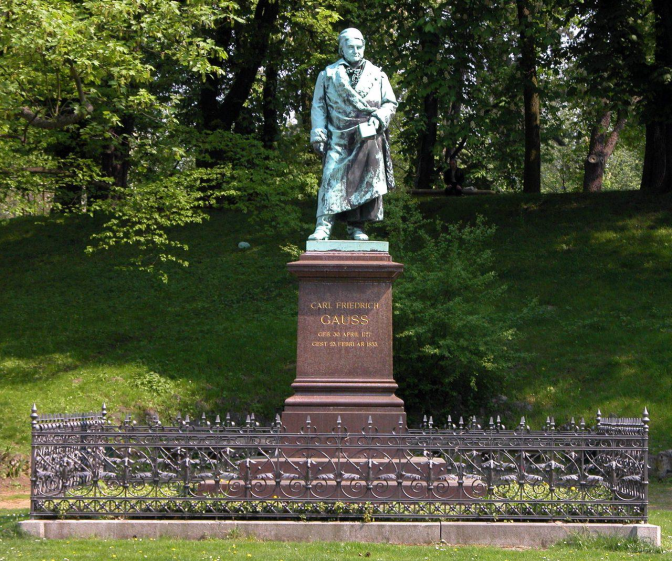 CARL FRIEDRICH
GAUSS
GEB. 30. APRIL 1777
GEST. 23. FEBRUAR 1855.